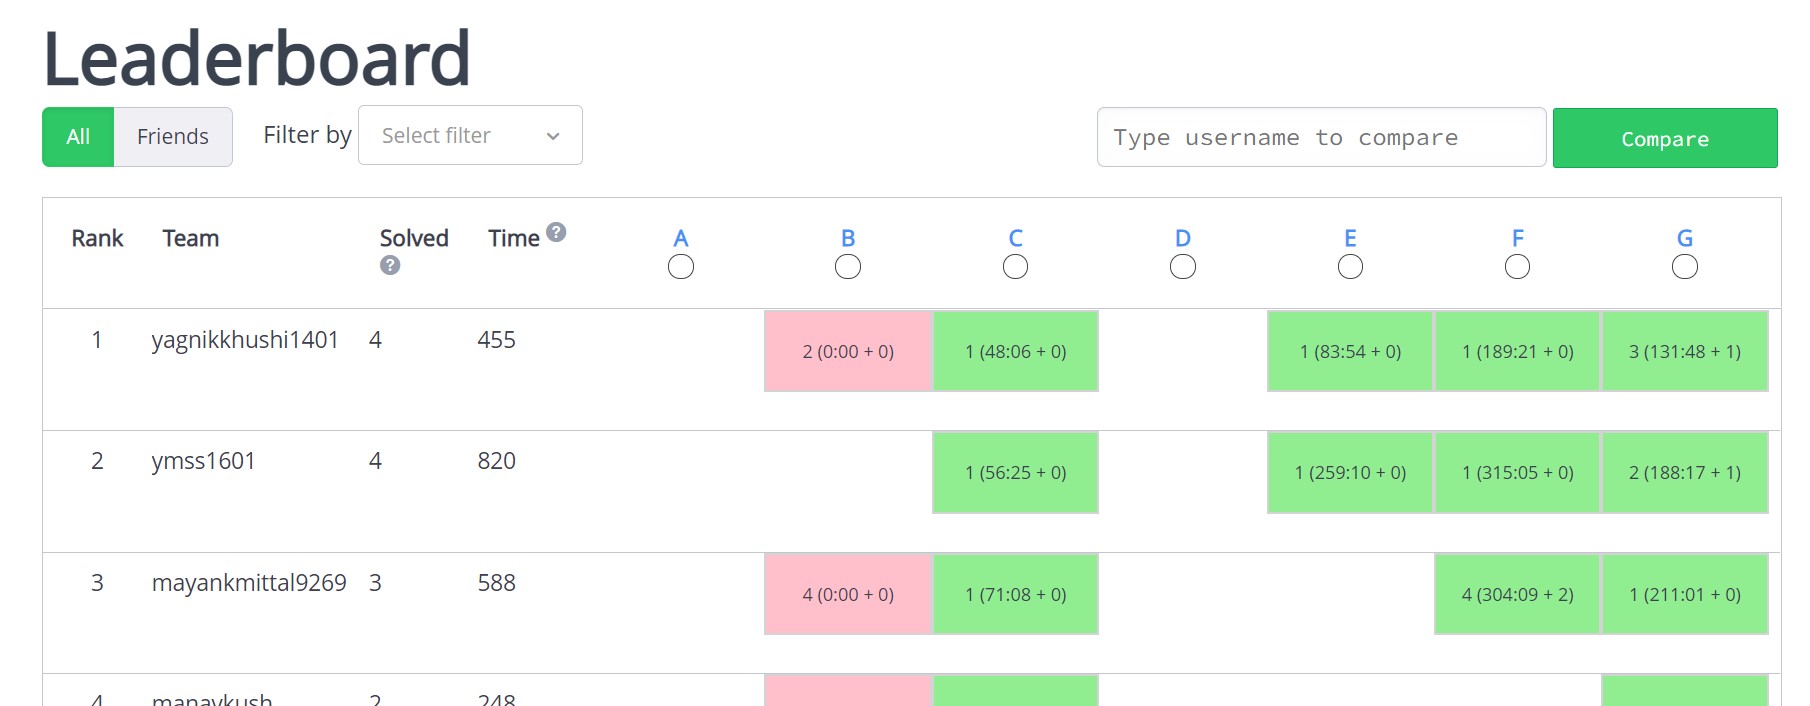 Leaderboard
All Friends Filter by Select filter Type username to compare Compare
Rank Team Solved ? Time ? A B C D E F G
1 yagnikkhushi1401 4 455 2 (0:00 + 0) 1 (48:06 + 0) 1 (83:54 + 0) 1 (189:21 + 0) 3 (131:48 + 1)
2 ymss1601 4 820 1 (56:25 + 0) 1 (259:10 + 0) 1 (315:05 + 0) 2 (188:17 + 1)
3 mayankmittal9269 3 588 4 (0:00 + 0) 1 (71:08 + 0) 4 (304:09 + 2) 1 (211:01 + 0)
4 manavkush 2 248